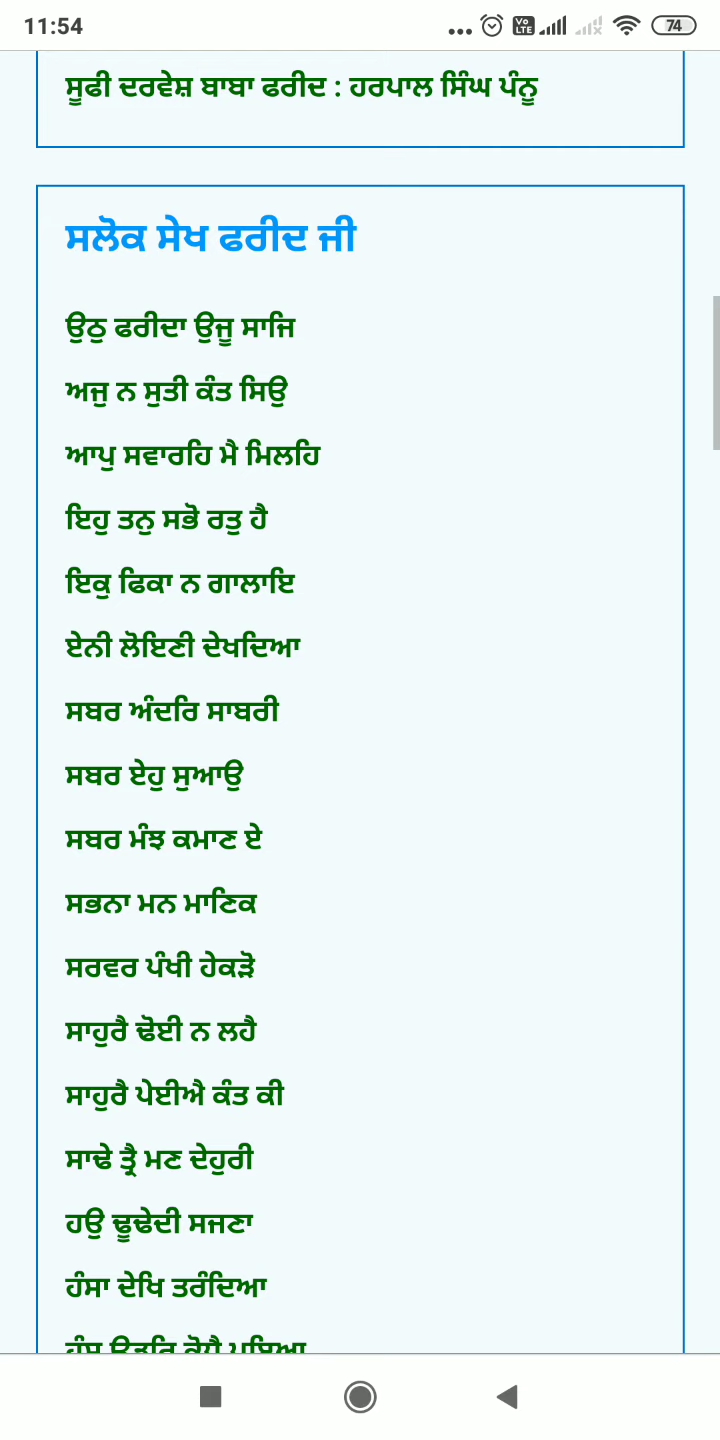 11:54
... Vo LTE 74
ਸੂਫੀ ਦਰਵੇਸ਼ ਬਾਬਾ ਫਰੀਦ : ਹਰਪਾਲ ਸਿੰਘ ਪੰਨੂ
ਸਲੋਕ ਸੇਖ ਫਰੀਦ ਜੀ
ਉਠੁ ਫਰੀਦਾ ਉਜੂ ਸਾਜਿ
ਅਜੁ ਨ ਸੁਤੀ ਕੰਤ ਸਿਉ
ਆਪੁ ਸਵਾਰਹਿ ਮੈ ਮਿਲਹਿ
ਇਹੁ ਤਨੁ ਸਭੋ ਰਤੁ ਹੈ
ਇਕੁ ਫਿਕਾ ਨ ਗਾਲਾਇ
ਏਨੀ ਲੋਇਣੀ ਦੇਖਦਿਆ
ਸਬਰ ਅੰਦਰਿ ਸਾਬਰੀ
ਸਬਰ ਏਹੁ ਸੁਆਉ
ਸਬਰ ਮੰਝ ਕਮਾਣ ਏ
ਸਭਨਾ ਮਨ ਮਾਣਿਕ
ਸਰਵਰ ਪੰਖੀ ਹੇਕੜੋ
ਸਾਹੁਰੈ ਢੋਈ ਨ ਲਹੈ
ਸਾਹੁਰੈ ਪੇਈਐ ਕੰਤ ਕੀ
ਸਾਢੇ ਤ੍ਰੈ ਮਣ ਦੇਹੁਰੀ
ਹਉ ਢੂਢੇਦੀ ਸਜਣਾ
ਹੰਸਾ ਦੇਖਿ ਤਰੰਦਿਆ